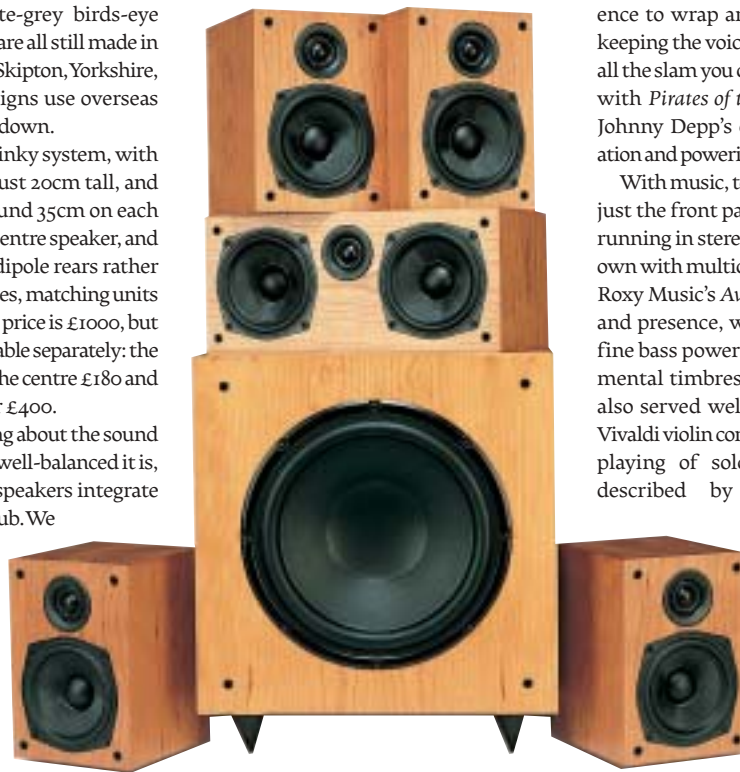 te-grey birds-eye
are all still made in
Skipton, Yorkshire,
igns use overseas
down.
inky system, with
ust 20cm tall, and
und 35cm on each
entre speaker, and
dipole rears rather
es, matching units
price is £1000, but
able separately: the
he centre £180 and
r £400.
ng about the sound
well-balanced it is,
speakers integrate
ub. We
ence to wrap ar
keeping the voic
all the slam you c
with Pirates of t
Johnny Depp's
ation and poweri
With music, t
just the front pa
running in stere
own with multic
Roxy Music's Av
and presence, w
fine bass power
mental timbres
also served wel
Vivaldi violin con
playing of solo
described by